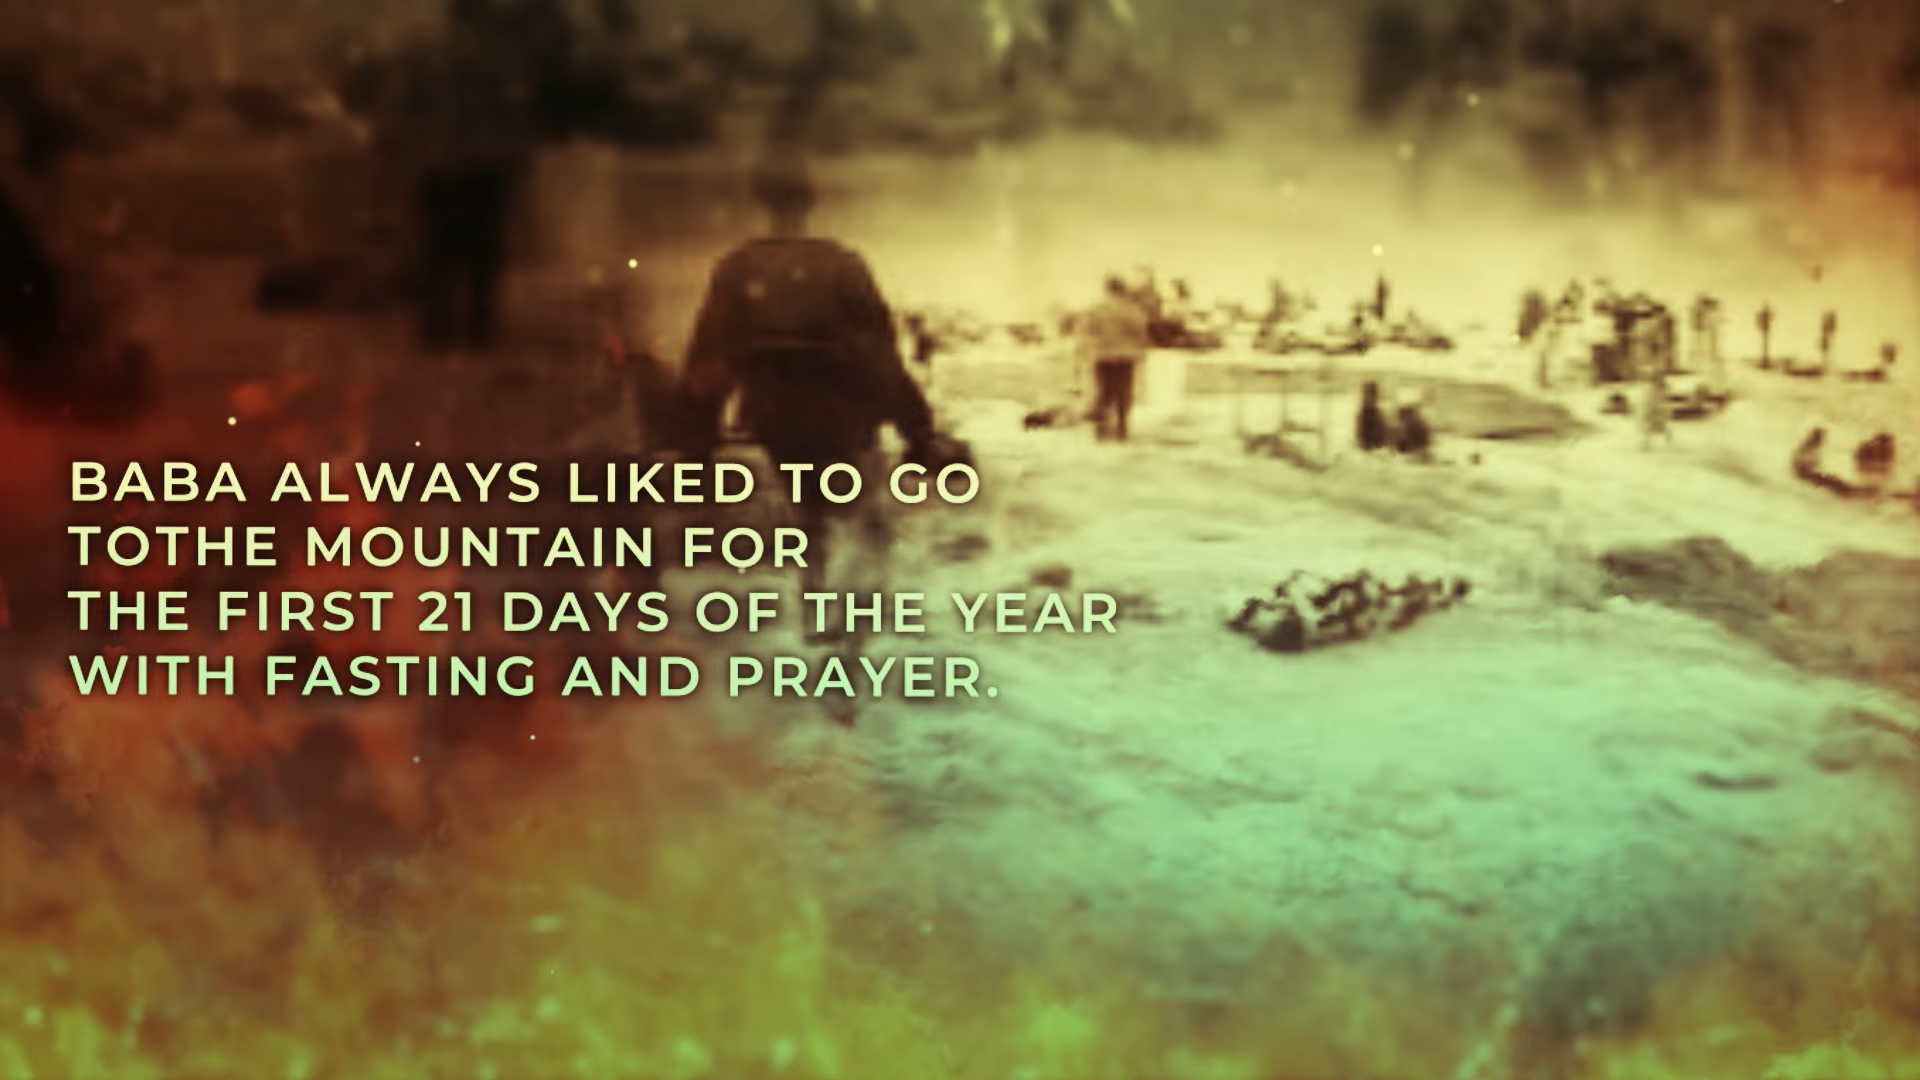 BABA ALWAYS LIKED TO GO
TOTHE MOUNTAIN FOR
THE FIRST 21 DAYS OF THE YEAR
WITH FASTING AND PRAYER.